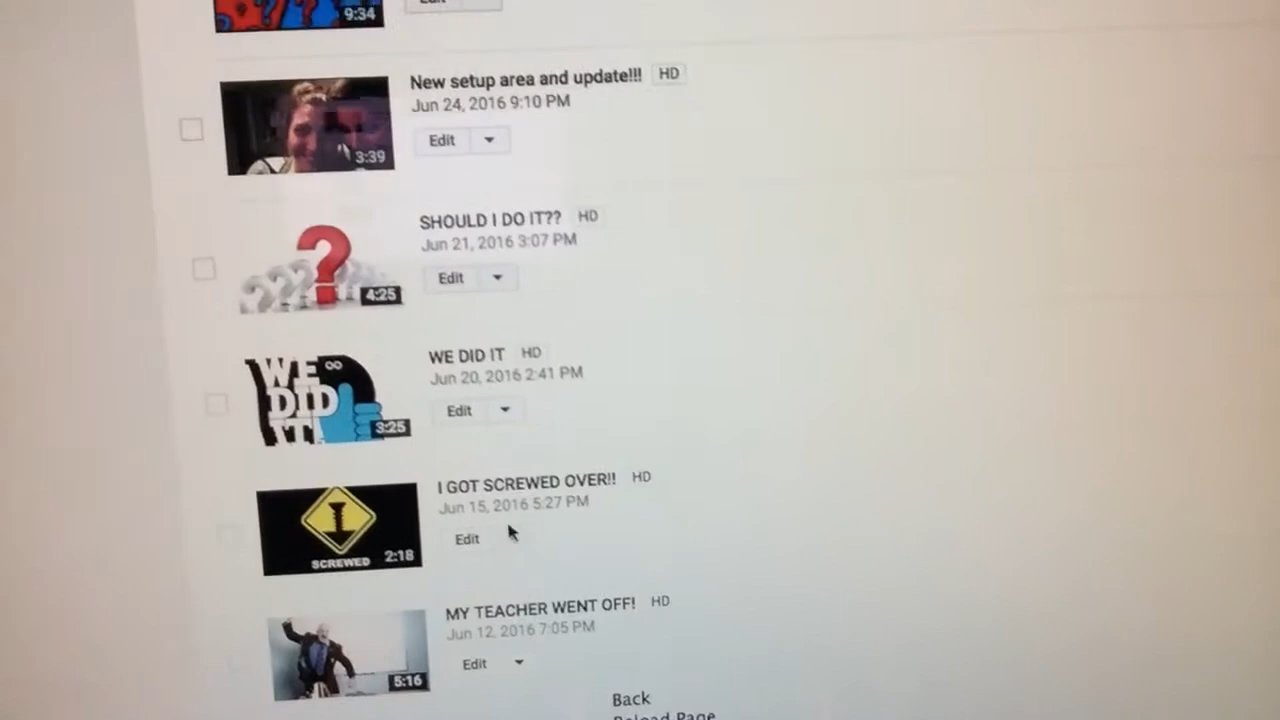 9:34
New setup area and update!!! HD
Jun 24, 2016 9:10 PM
Edit
3:39
SHOULD I DO IT?? HD
Jun 21, 2016 3:07 PM
Edit
?
4:25
WE DID IT HD
Jun 20, 2016 2:41 PM
Edit
WE
DID
IT!
3:25
I GOT SCREWED OVER!! HD
Jun 15, 2016 5:27 PM
Edit
SCREWED 2:18
MY TEACHER WENT OFF! HD
Jun 12, 2016 7:05 PM
Edit
5:16
Back
Reload Page